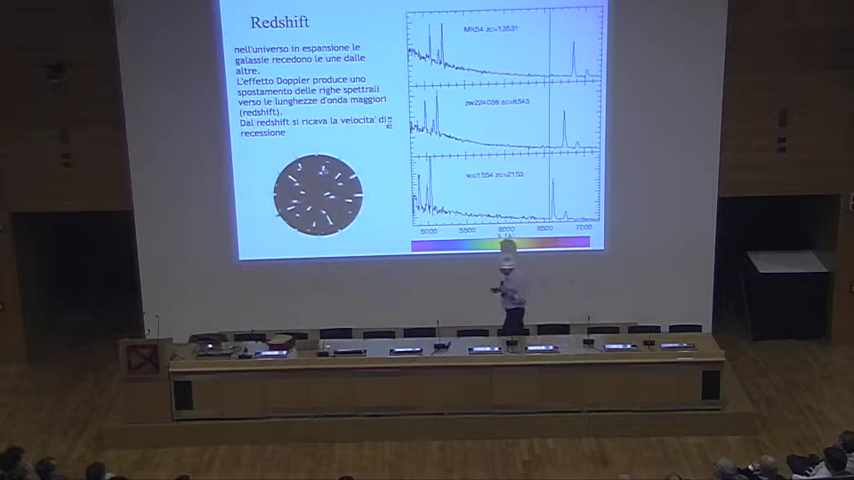 Redshift
nell'universo in espansione le
galassie recedono le une dalle
altre.
L'effetto Doppler produce uno
spostamento delle righe spettrali
verso le lunghezze d'onda maggiori
(redshift).
Dal redshift si ricava la velocita' di
recessione
5000 5500 6000 6500 7000